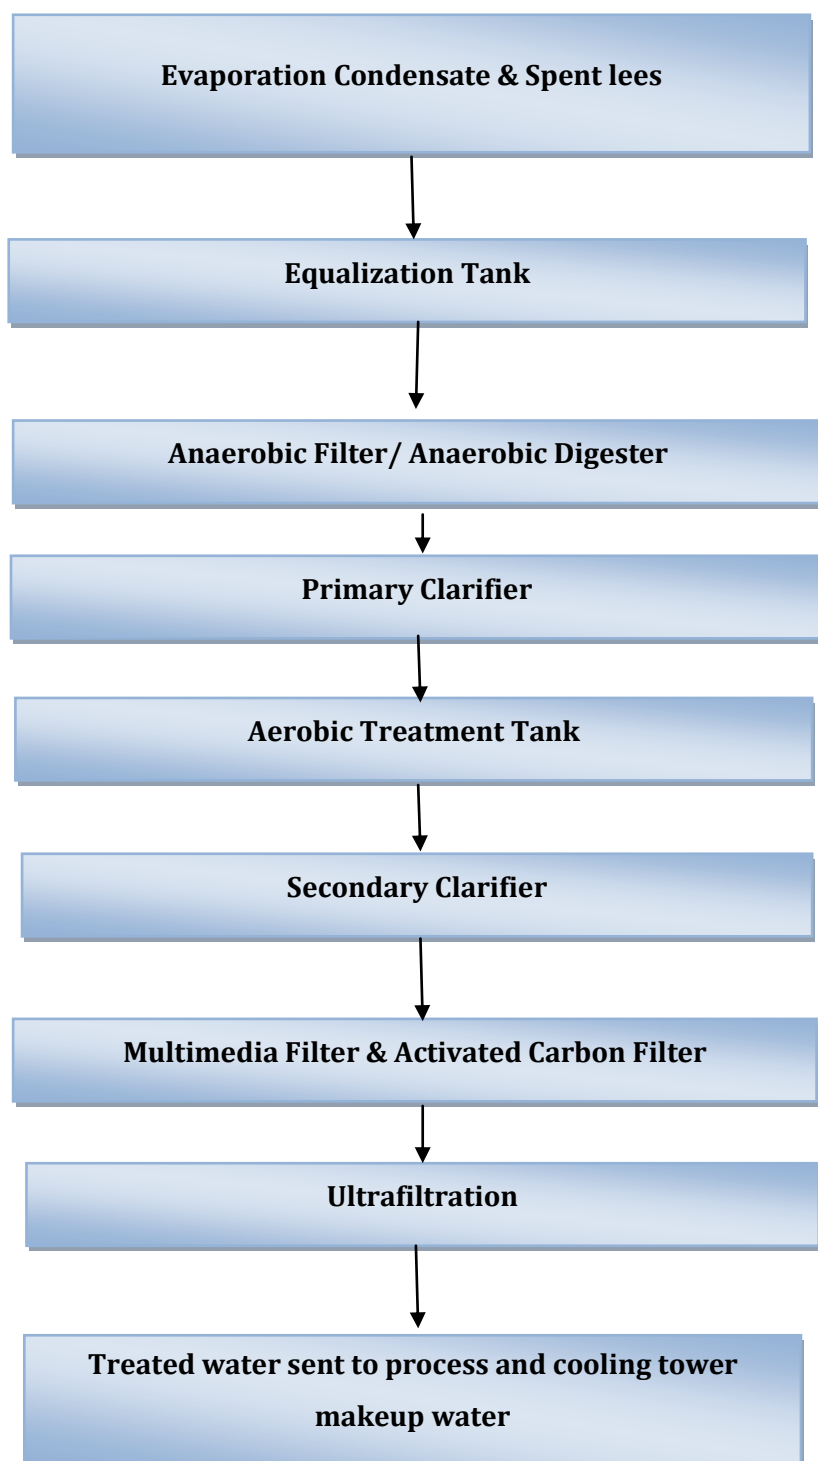 Evaporation Condensate & Spent lees
Equalization Tank
Anaerobic Filter/ Anaerobic Digester
Primary Clarifier
Aerobic Treatment Tank
Secondary Clarifier
Multimedia Filter & Activated Carbon Filter
Ultrafiltration
Treated water sent to process and cooling tower
makeup water